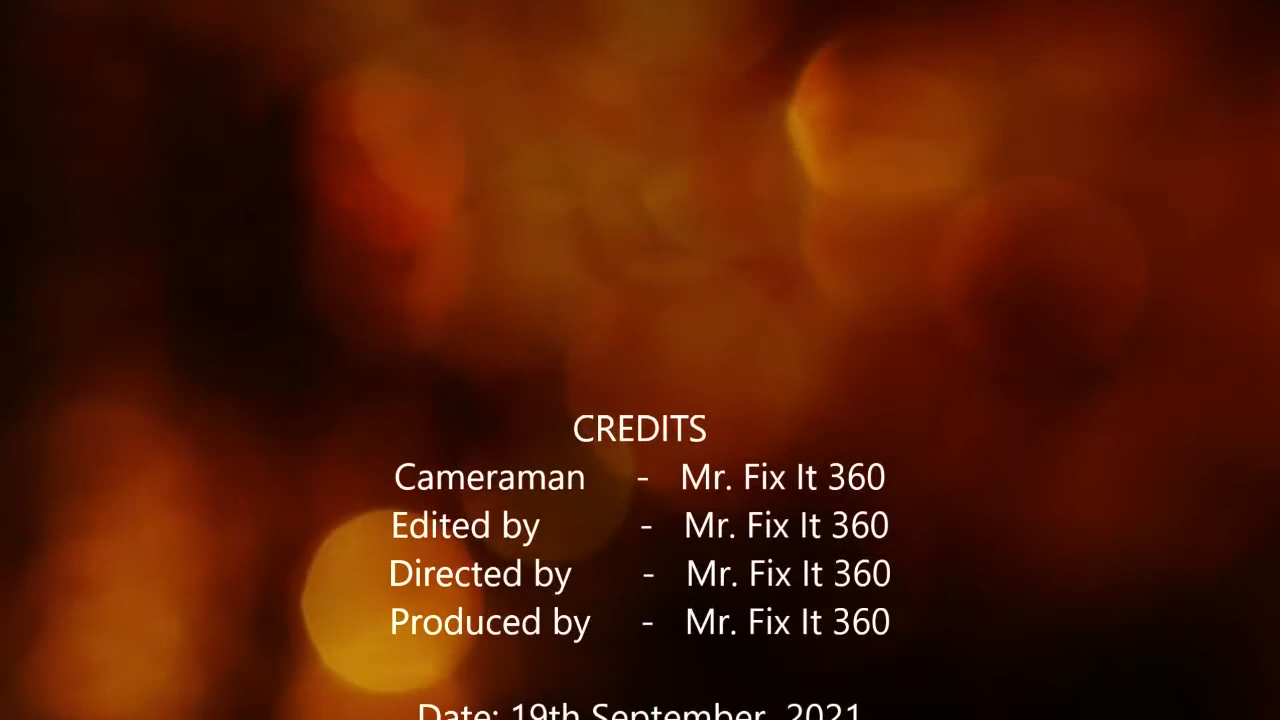 CREDITS
Cameraman - Mr. Fix It 360
Edited by - Mr. Fix It 360
Directed by - Mr. Fix It 360
Produced by - Mr. Fix It 360
Date: 19th September, 2021